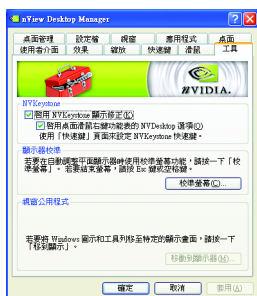 nView Desktop Manager
桌面管理 設定檔 視窗 應用程式 桌面
使用者介面 效果 縮放 快速鍵 滑鼠 工具
NVIDIA.
NVKeystone
啓用 NVKeystone 顯示修正(K)
啓用桌面滑鼠右鍵功能表的 NVDesktop 選項(O)
使用「快速鍵」頁面來設定 NVKeystone 快速鍵。
顯示器校準
若要在自動調整平面顯示器時使用校準螢幕功能，請按一下「校
準螢幕」。若要結束螢幕，請按 Esc 鍵或空格鍵。
校準螢幕(C)...
視窗公用程式
若要將 Windows 圖示和工具列移至特定的顯示畫面，請按一下
「移到顯示」。
移動到顯示器(M)...
確定 取消 套用(A)